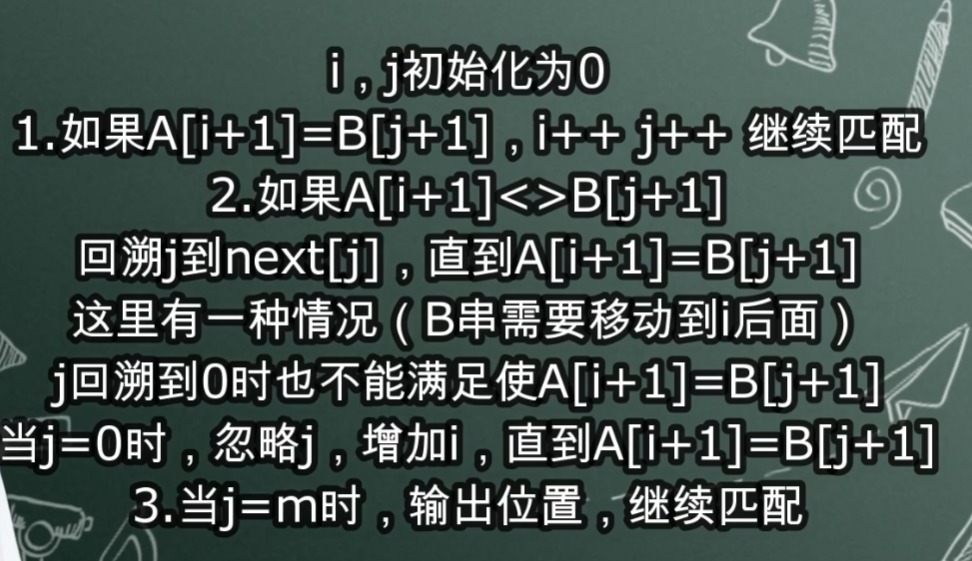 i，j初始化为0
1.如果A[i+1]=B[j+1]，i++ j++ 继续匹配
2.如果A[i+1]<>B[j+1]
回溯j到next[j]，直到A[i+1]=B[j+1]
这里有一种情况（B串需要移动到i后面）
j回溯到0时也不能满足使A[i+1]=B[j+1]
当j=0时，忽略j，增加i，直到A[i+1]=B[j+1]
3.当j=m时，输出位置，继续匹配